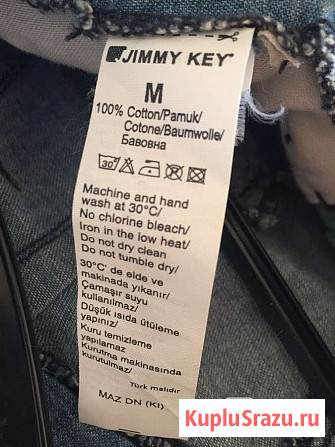 JIMMY KEY
M
100% Cotton/Pamuk/
Cotone/Baumwolle/
Бавовна
30°
Machine and hand
wash at 30°C/
No chlorine bleach/
Iron in the low heat/
Do not dry clean
Do not tumble dry/
30°C' de elde ve
makinada yıkanır/
Çamaşır suyu
kullanılmaz/
Düşük ısıda ütüleme
yapınız/
Kuru temizleme
yapılamaz
Kurutma makinasında
kurutulmaz/
Türk malıdır
MAZ DN (KI)
KupluSrazu.ru